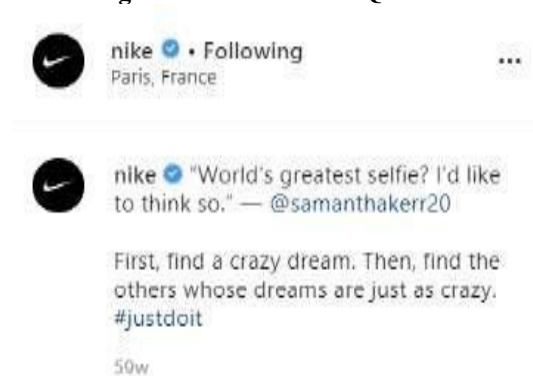 nike • Following
Paris, France
...
nike "World's greatest selfie? I'd like
to think so." — @samanthakerr20
First, find a crazy dream. Then, find the
others whose dreams are just as crazy.
#justdoit
50w